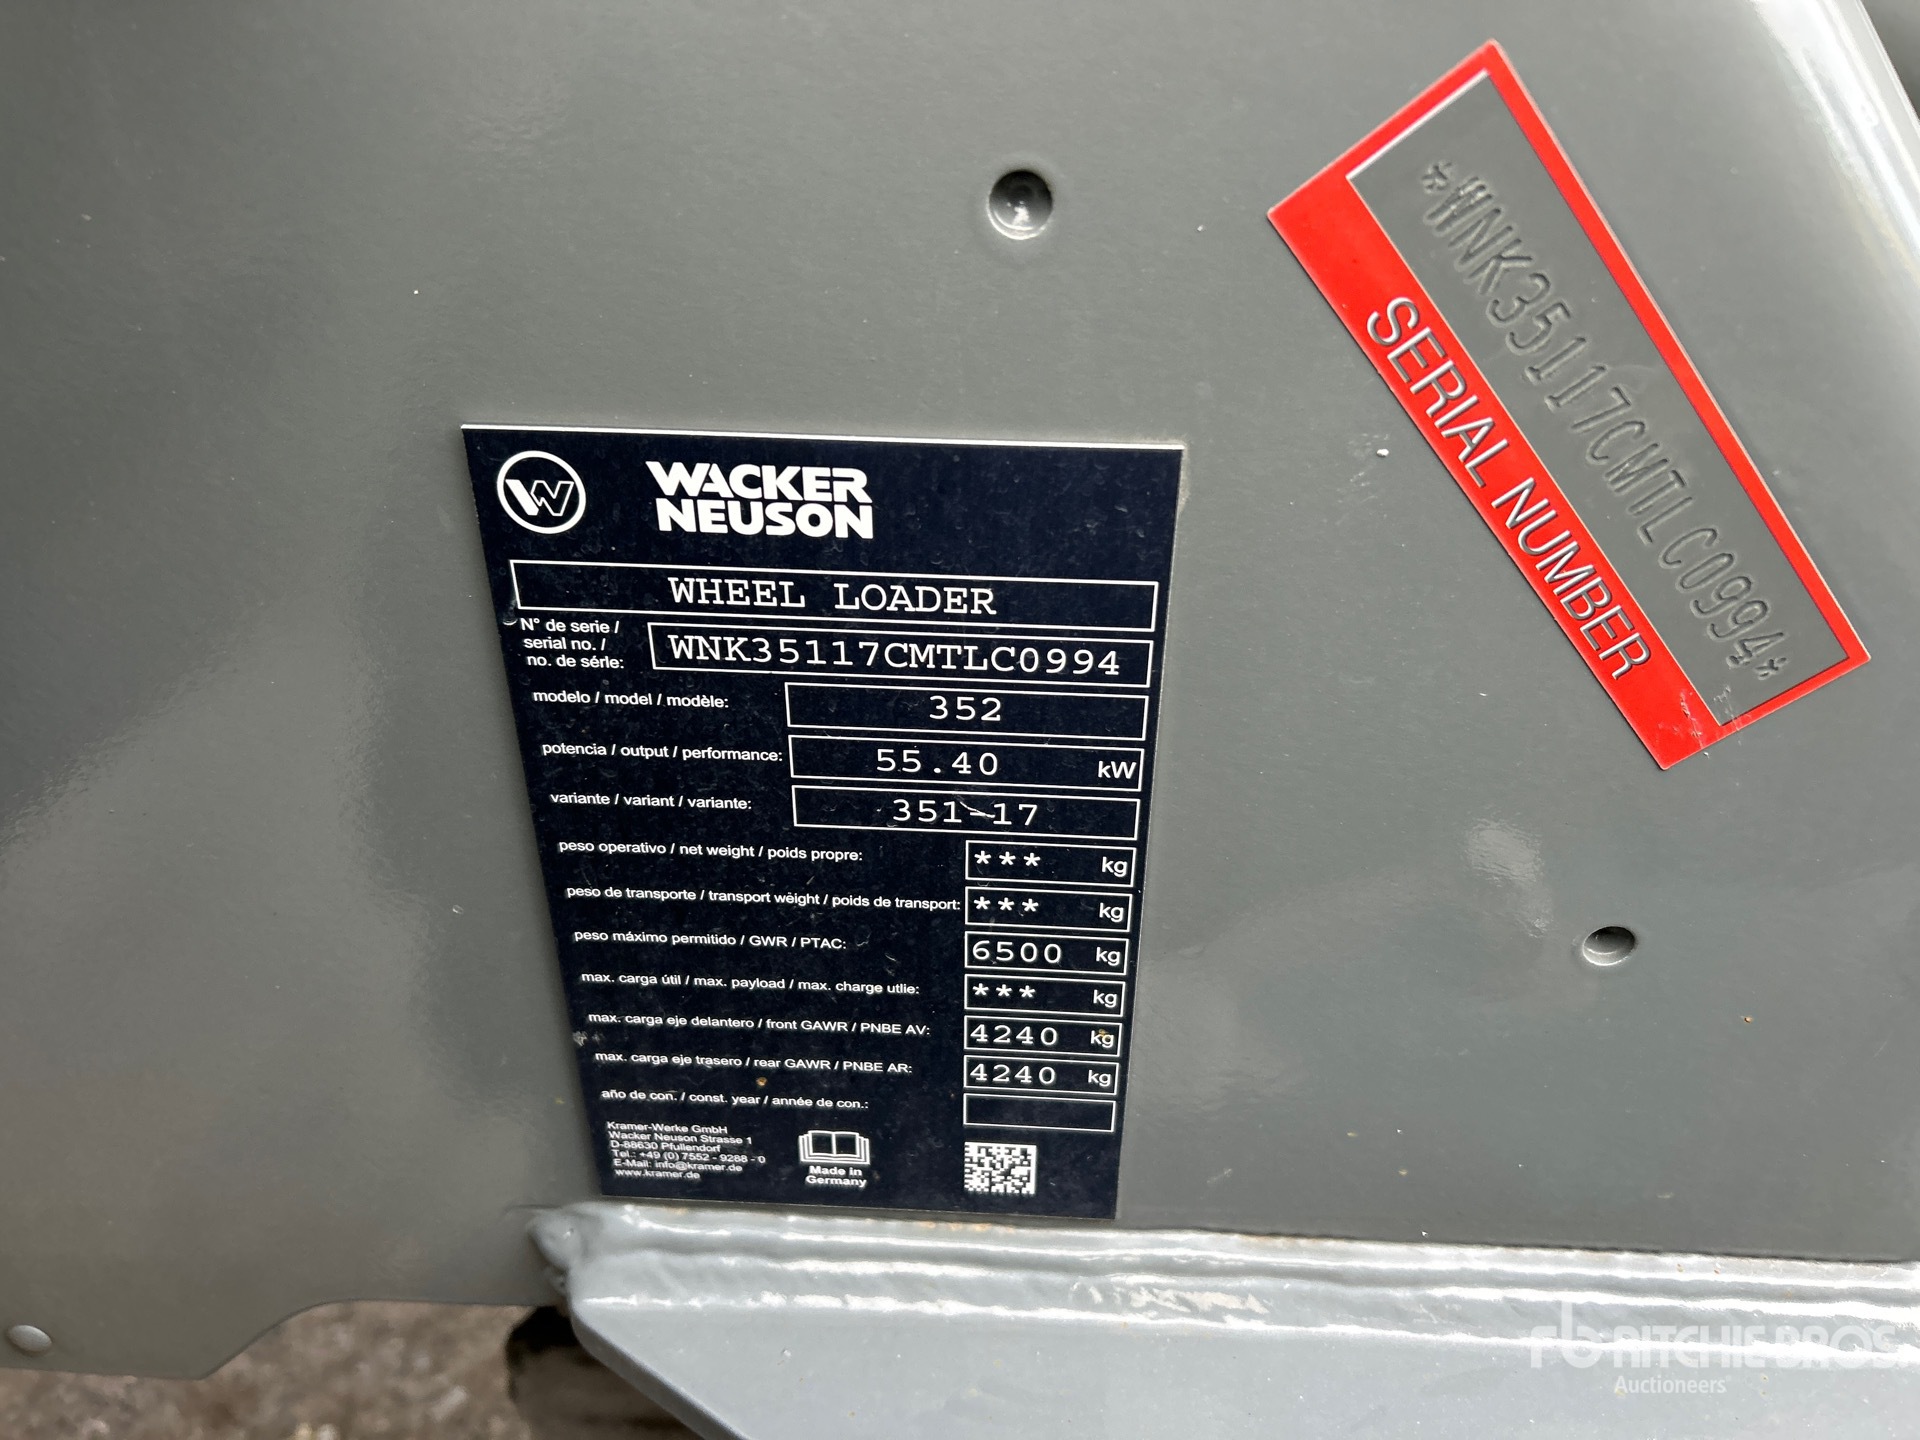 *WNK35117CMTLC0994*
SERIAL NUMBER
W
WACKER
NEUSON
WHEEL LOADER
N° de serie /
serial no. /
no. de série:
WNK35117CMTLC0994
modelo / model / modèle:
352
potencia / output / performance:
55.40 kW
variante / variant / variante:
351-17
peso operativo / net weight / poids propre:
*** kg
peso de transporte / transport weight / poids de transport:
*** kg
peso máximo permitido / GWR / PTAC:
6500 kg
max. carga útil / max. payload / max. charge utlie:
*** kg
max. carga eje delantero / front GAWR / PNBE AV:
4240 kg
max. carga eje trasero / rear GAWR / PNBE AR:
4240 kg
año de con. / const. year / année de con.:
Kramer-Werke GmbH
Wacker Neuson Strasse 1
D-88630 Pfullendorf
Tel.: +49 (0) 7552 - 9288 - 0
E-Mail: info@kramer.de
www.kramer.de
Made in
Germany
rb RITCHIE BROS.
Auctioneers